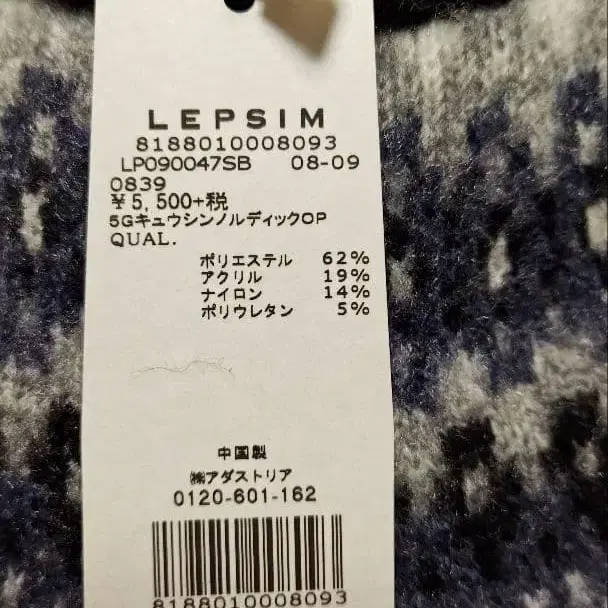 LEPSIM
8188010008093
LP090047SB 08-09
0839
¥5,500+税
5GキュウシンノルディックOP
QUAL.
ポリエステル 62%
アクリル 19%
ナイロン 14%
ポリウレタン 5%
中国製
㈱アダストリア
0120-601-162
8188010008093